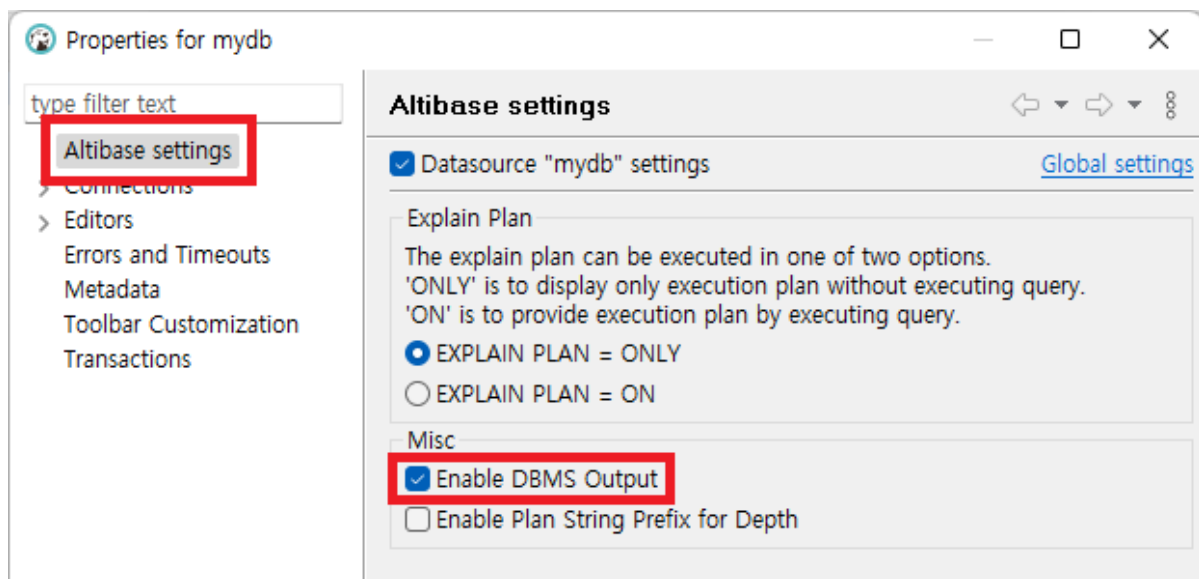 Properties for mydb
type filter text
Altibase settings
Connections
Editors
Errors and Timeouts
Metadata
Toolbar Customization
Transactions
Altibase settings
Datasource "mydb" settings
Global settings
Explain Plan
The explain plan can be executed in one of two options.
'ONLY' is to display only execution plan without executing query.
'ON' is to provide execution plan by executing query.
EXPLAIN PLAN = ONLY
EXPLAIN PLAN = ON
Misc
Enable DBMS Output
Enable Plan String Prefix for Depth